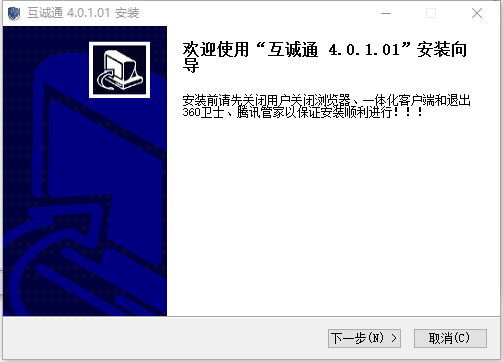 互诚通 4.0.1.01 安装
欢迎使用“互诚通 4.0.1.01”安装向
导
安装前请先关闭用户关闭浏览器、一体化客户端和退出
360卫士、腾讯管家以保证安装顺利进行！！！
下一步(N) >
取消(C)